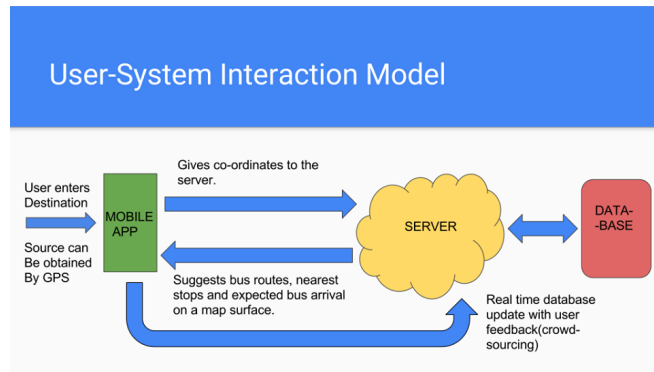 User-System Interaction Model
User enters
Destination
Source can
Be obtained
By GPS
MOBILE
APP
Gives co-ordinates to the
server.
Suggests bus routes, nearest
stops and expected bus arrival
on a map surface.
SERVER
DATA-
-BASE
Real time database
update with user
feedback(crowd-
sourcing)